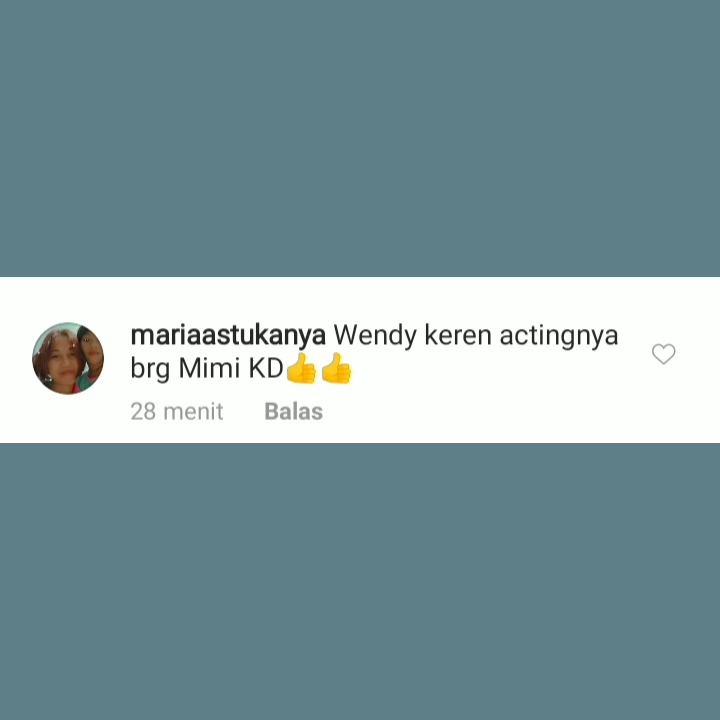 mariaastukanya Wendy keren actingnya
brg Mimi KD👍👍
28 menit Balas